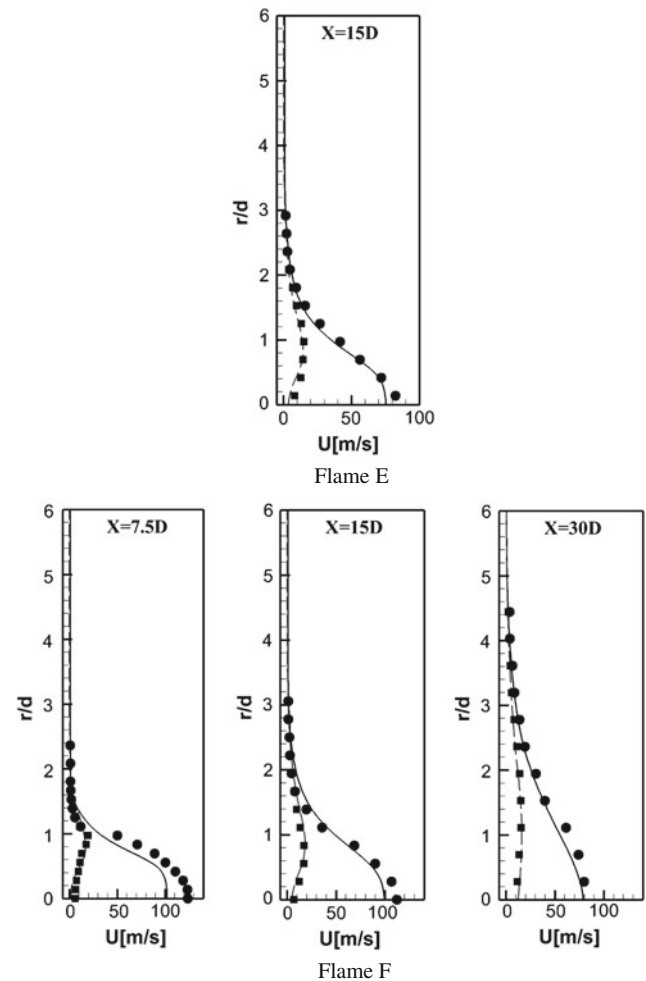 X=15D
6
5
4
3
2
1
0
r/d
0 50 100
U[m/s]
Flame E
X=7.5D X=15D X=30D
6 6 6
5 5 5
4 4 4
3 3 3
2 2 2
1 1 1
0 0 0
r/d r/d r/d
0 50 100 0 50 100 0 50 100
U[m/s] U[m/s] U[m/s]
Flame F